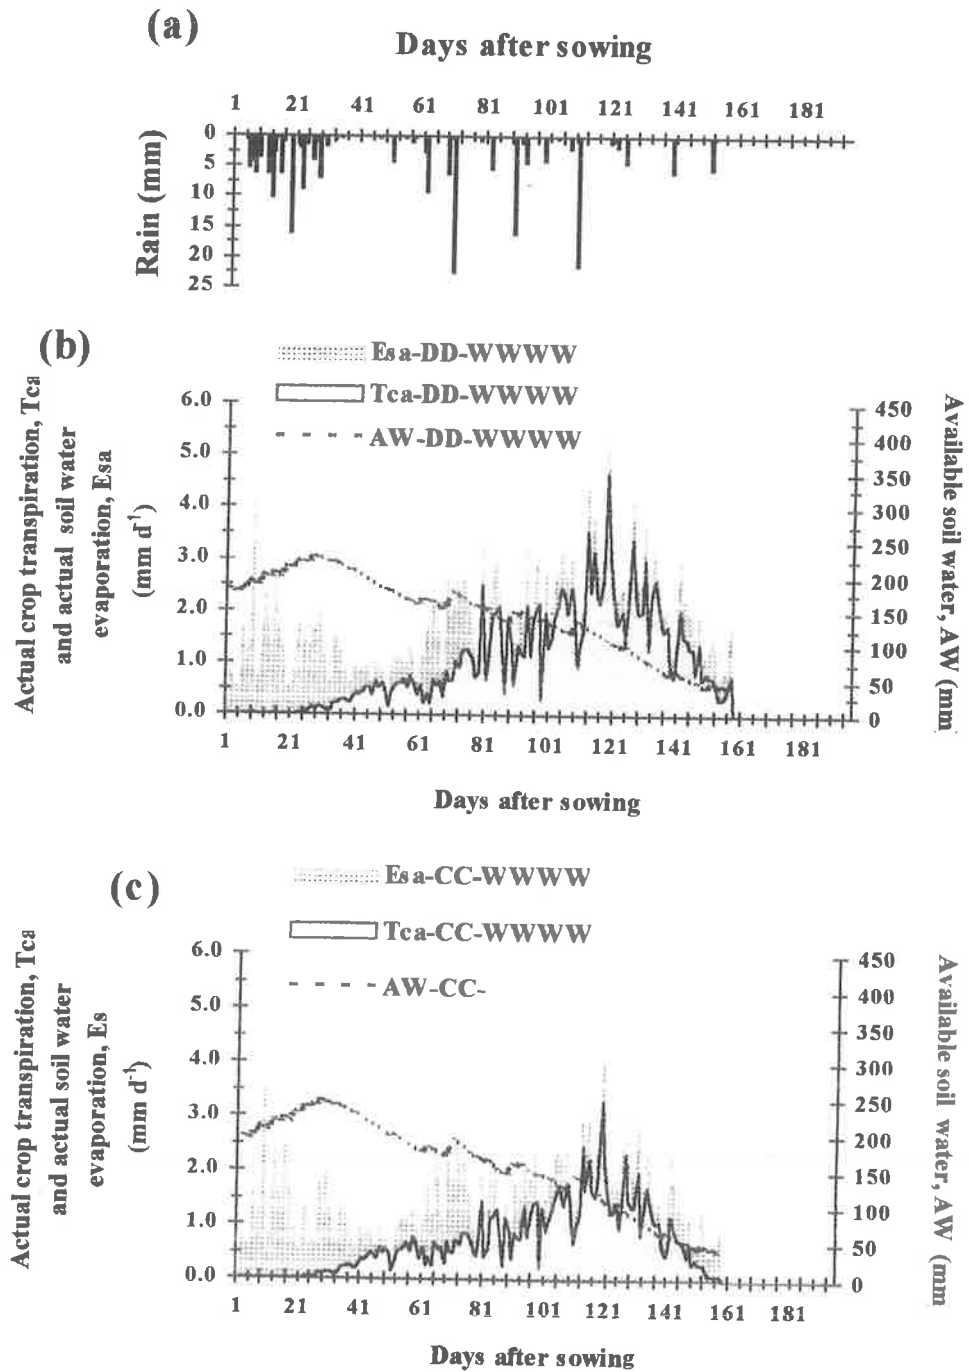 (a)
Days after sowing
1 21 41 61 81 101 121 141 161 181
Rain (mm)
0
5
10
15
20
25
(b)
Esa-DD-WWWW
Tca-DD-WWWW
AW-DD-WWWW
Actual crop transpiration, Tca
and actual soil water
evaporation, Esa
(mm d-1)
6.0
5.0
4.0
3.0
2.0
1.0
0.0
450
400
350
300
250
200
150
100
50
0
Available soil water, AW (mm
1 21 41 61 81 101 121 141 161 181
Days after sowing
(c)
Esa-CC-WWWW
Tca-CC-WWWW
AW-CC-
Actual crop transpiration, Tca
and actual soil water
evaporation, Es
(mm d-1)
6.0
5.0
4.0
3.0
2.0
1.0
0.0
450
400
350
300
250
200
150
100
50
0
Available soil water, AW (mm
1 21 41 61 81 101 121 141 161 181
Days after sowing